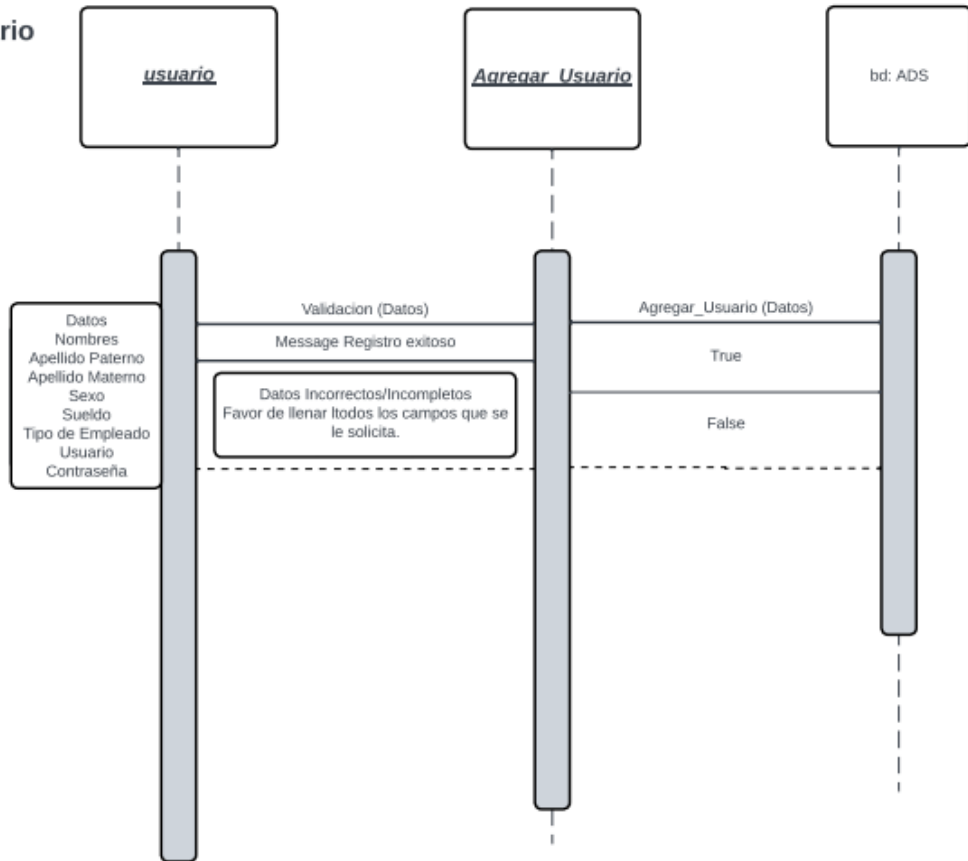 rio
usuario
Agregar_Usuario
bd: ADS
Validacion (Datos)
Agregar_Usuario (Datos)
Message Registro exitoso
True
Datos
Nombres
Apellido Paterno
Apellido Materno
Sexo
Sueldo
Tipo de Empleado
Usuario
Contraseña
Datos Incorrectos/Incompletos
Favor de llenar ltodos los campos que se
le solicita.
False